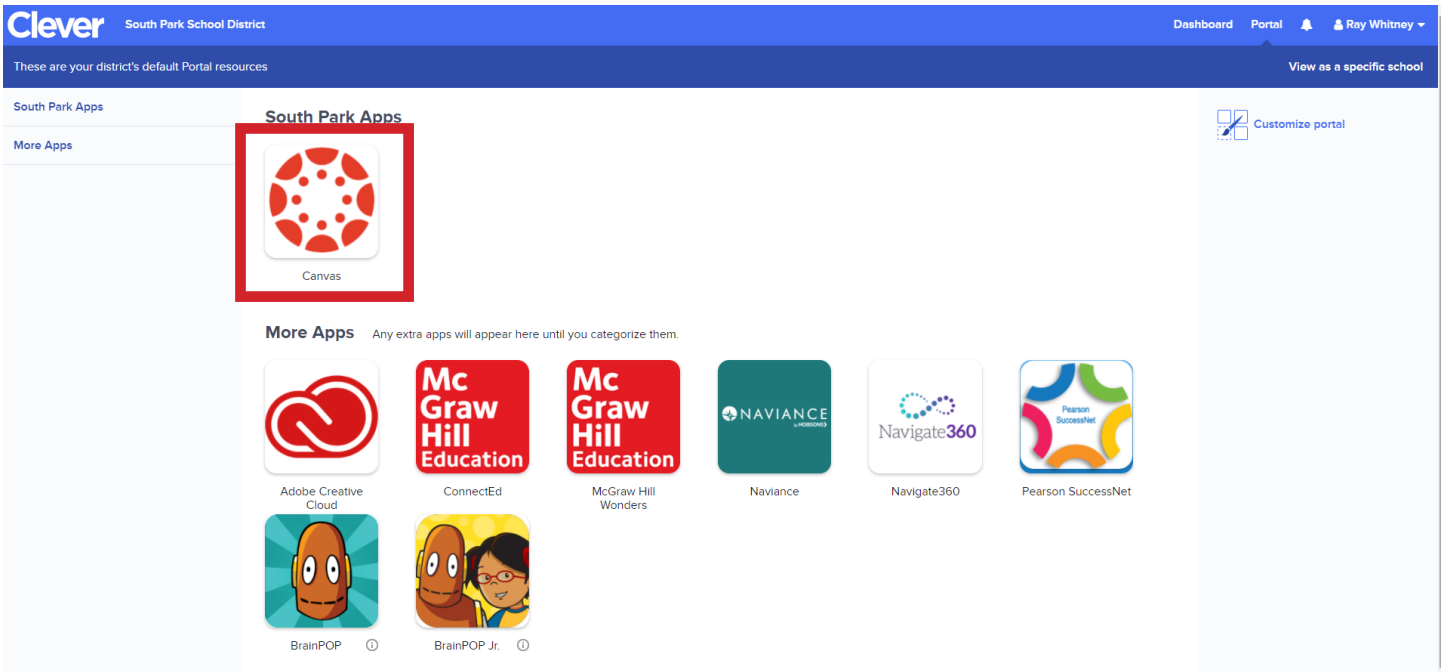 Clever South Park School District Dashboard Portal Ray Whitney
These are your district's default Portal resources View as a specific school
South Park Apps
More Apps
South Park Apps
Canvas
Customize portal
More Apps Any extra apps will appear here until you categorize them.
Mc
Graw
Hill
Education
Mc
Graw
Hill
Education
NAVIANCE
by HOBSONS
Navigate360
Pearson
SuccessNet
Adobe Creative
Cloud
ConnectEd
McGraw Hill
Wonders
Naviance
Navigate360
Pearson SuccessNet
BrainPOP
BrainPOP Jr.